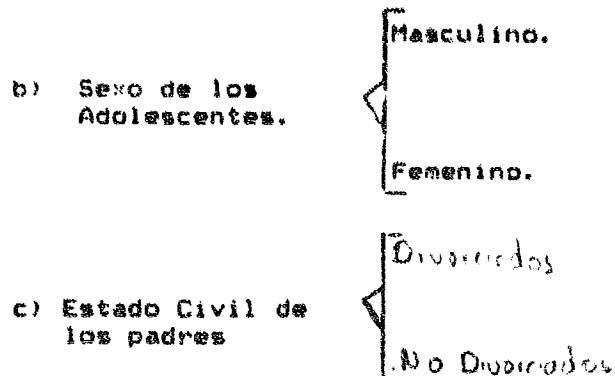 Masculino.
b) Sexo de los
Adolescentes.
Femenino.
Divorciados
c) Estado Civil de
los padres
No Divorciados